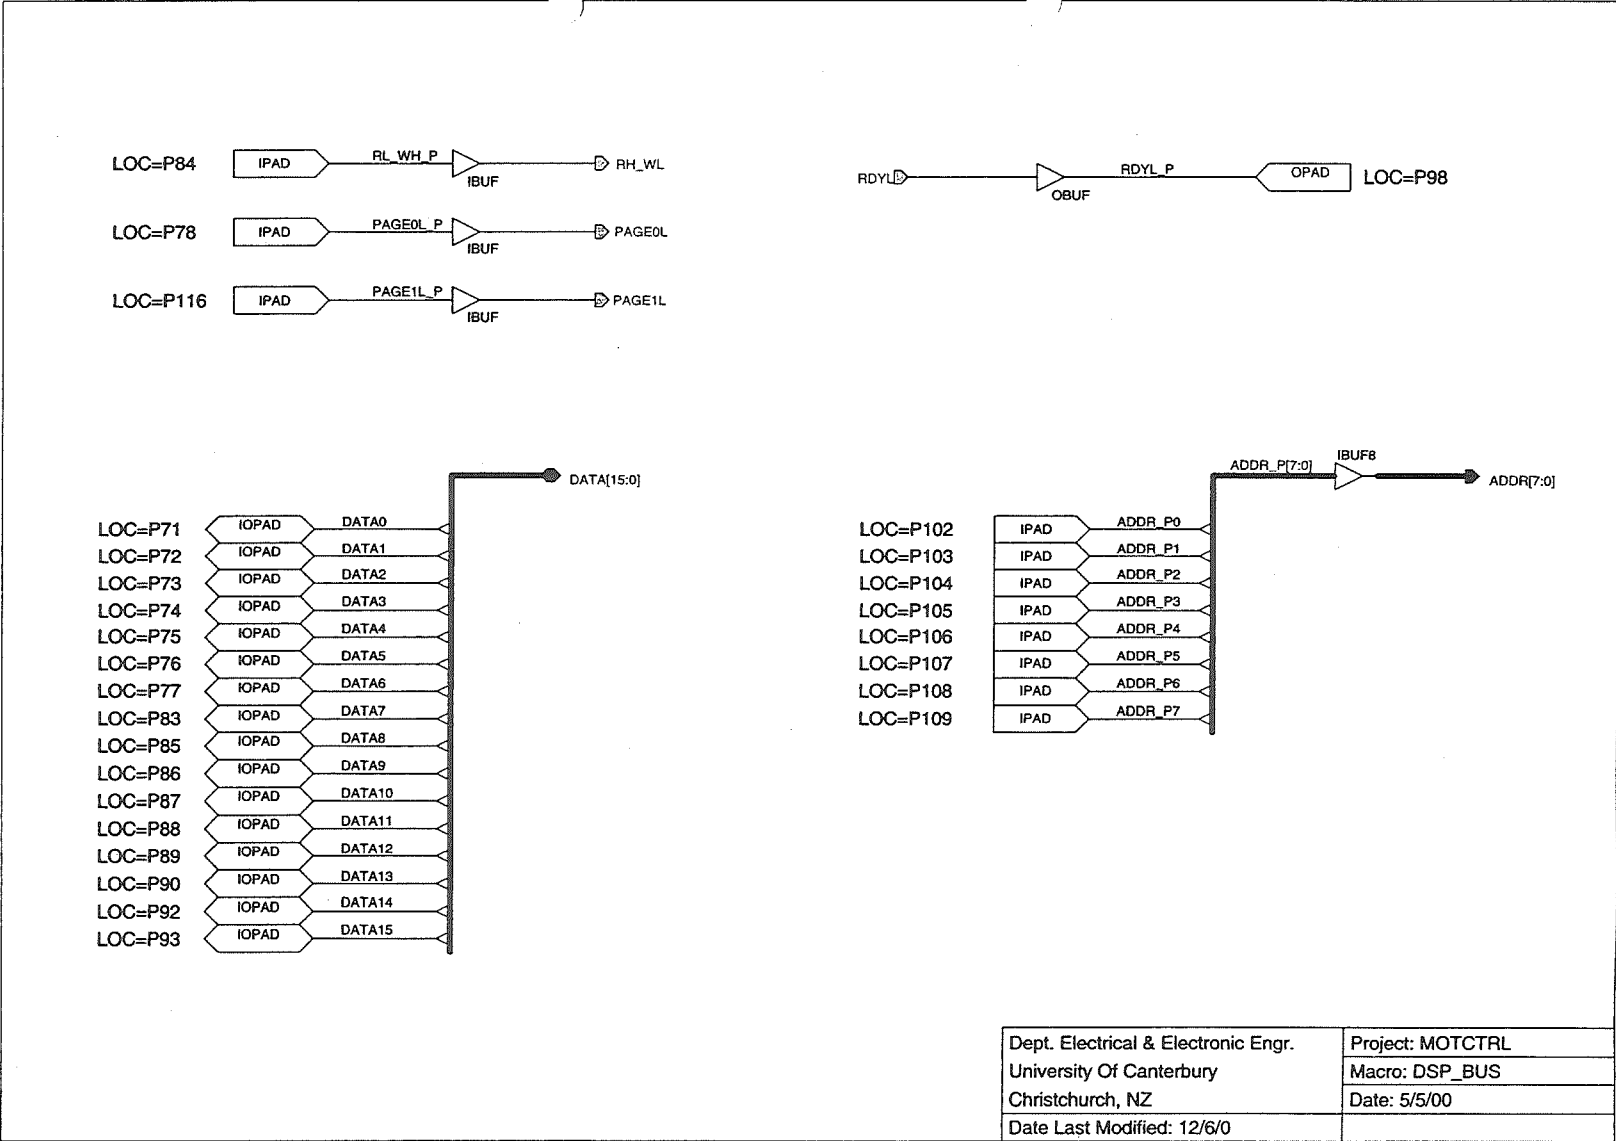 LOC=P84 IPAD RL_WH_P IBUF RH_WL
LOC=P78 IPAD PAGE0L_P IBUF PAGE0L
LOC=P116 IPAD PAGE1L_P IBUF PAGE1L
RDYL OBUF RDYL_P OPAD LOC=P98
DATA[15:0]
LOC=P71 IOPAD DATA0
LOC=P72 IOPAD DATA1
LOC=P73 IOPAD DATA2
LOC=P74 IOPAD DATA3
LOC=P75 IOPAD DATA4
LOC=P76 IOPAD DATA5
LOC=P77 IOPAD DATA6
LOC=P83 IOPAD DATA7
LOC=P85 IOPAD DATA8
LOC=P86 IOPAD DATA9
LOC=P87 IOPAD DATA10
LOC=P88 IOPAD DATA11
LOC=P89 IOPAD DATA12
LOC=P90 IOPAD DATA13
LOC=P92 IOPAD DATA14
LOC=P93 IOPAD DATA15
ADDR_P[7:0] IBUF8 ADDR[7:0]
LOC=P102 IPAD ADDR_P0
LOC=P103 IPAD ADDR_P1
LOC=P104 IPAD ADDR_P2
LOC=P105 IPAD ADDR_P3
LOC=P106 IPAD ADDR_P4
LOC=P107 IPAD ADDR_P5
LOC=P108 IPAD ADDR_P6
LOC=P109 IPAD ADDR_P7
Dept. Electrical & Electronic Engr.
University Of Canterbury
Christchurch, NZ
Date Last Modified: 12/6/0
Project: MOTCTRL
Macro: DSP_BUS
Date: 5/5/00